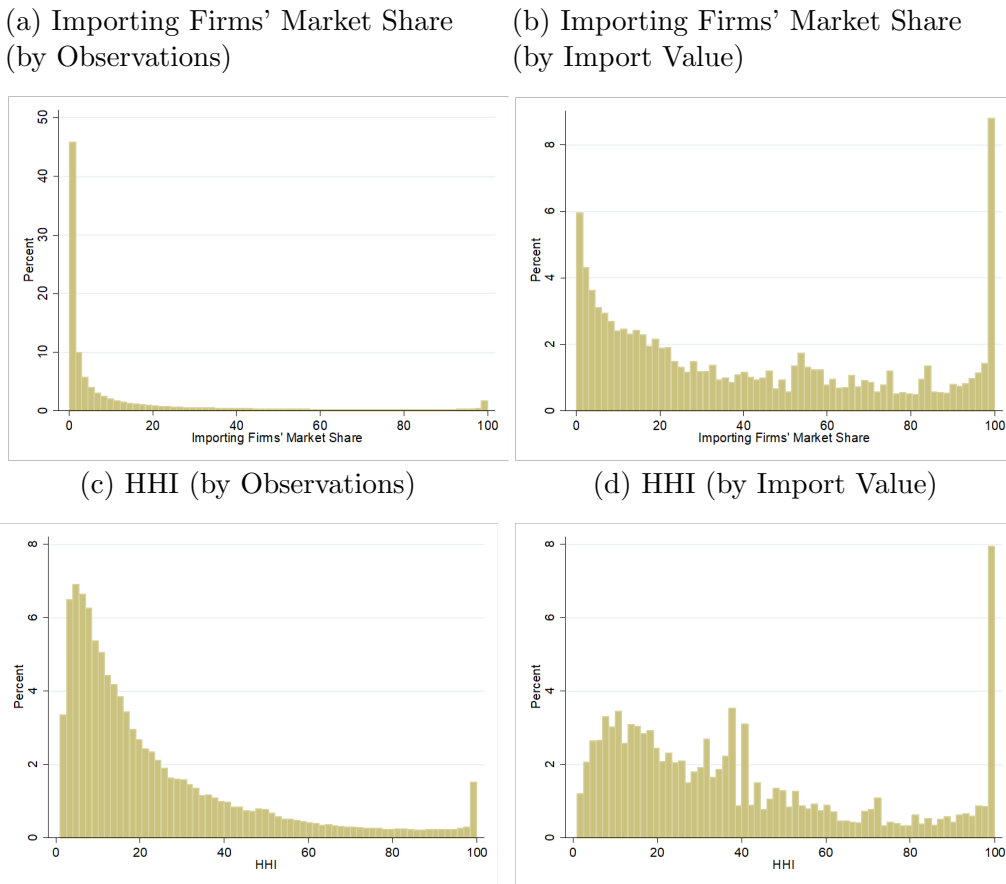 (a) Importing Firms' Market Share
(by Observations)
(b) Importing Firms' Market Share
(by Import Value)
50
40
30
20
10
0
Percent
0 20 40 60 80 100
Importing Firms' Market Share
8
6
4
2
0
Percent
0 20 40 60 80 100
Importing Firms' Market Share
(c) HHI (by Observations)
(d) HHI (by Import Value)
8
6
4
2
0
Percent
0 20 40 60 80 100
HHI
8
6
4
2
0
Percent
0 20 40 60 80 100
HHI